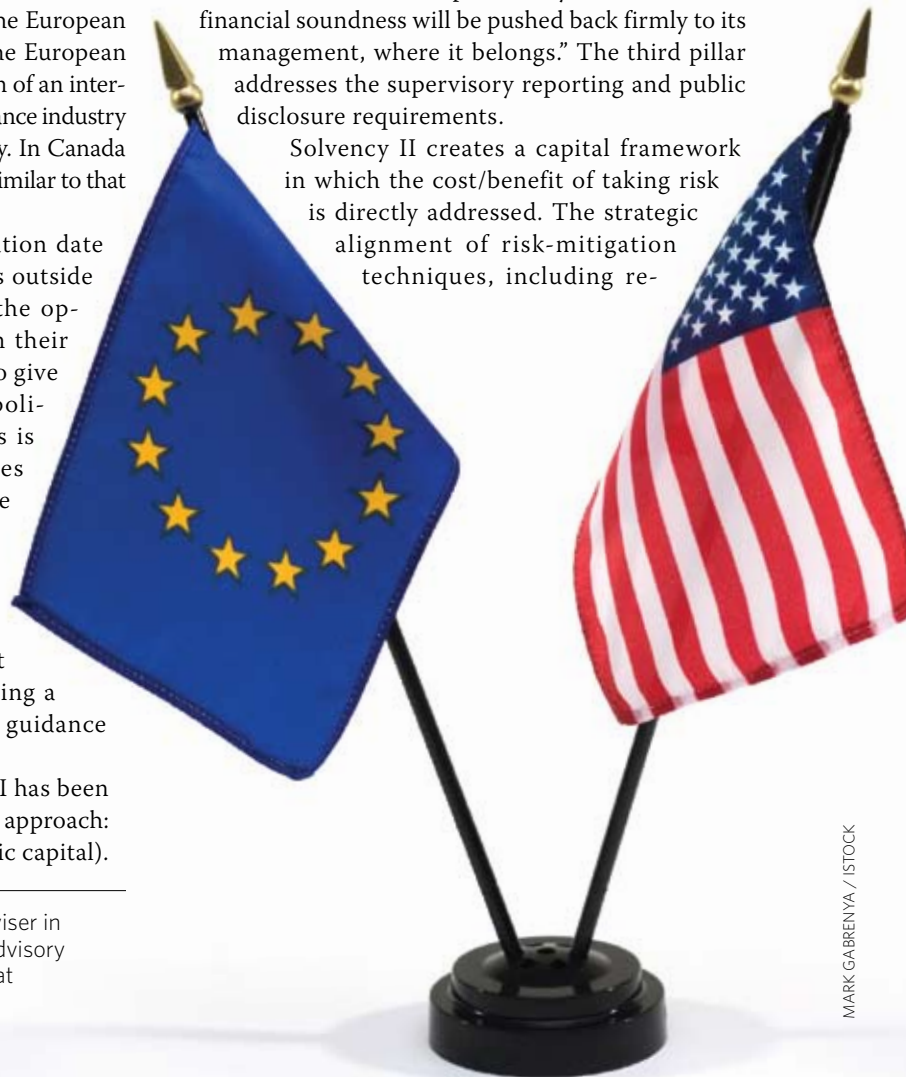 he European
he European
n of an inter-
ance industry
y. In Canada
imilar to that
tion date
s outside
the op-
n their
o give
poli-
s is
es
e
t
ing a
guidance
I has been
approach:
ic capital).
iser in
dvisory
at
financial soundness will be pushed back firmly to its
management, where it belongs.” The third pillar
addresses the supervisory reporting and public
disclosure requirements.
Solvency II creates a capital framework
in which the cost/benefit of taking risk
is directly addressed. The strategic
alignment of risk-mitigation
techniques, including re-
MARK GABRENYA / ISTOCK